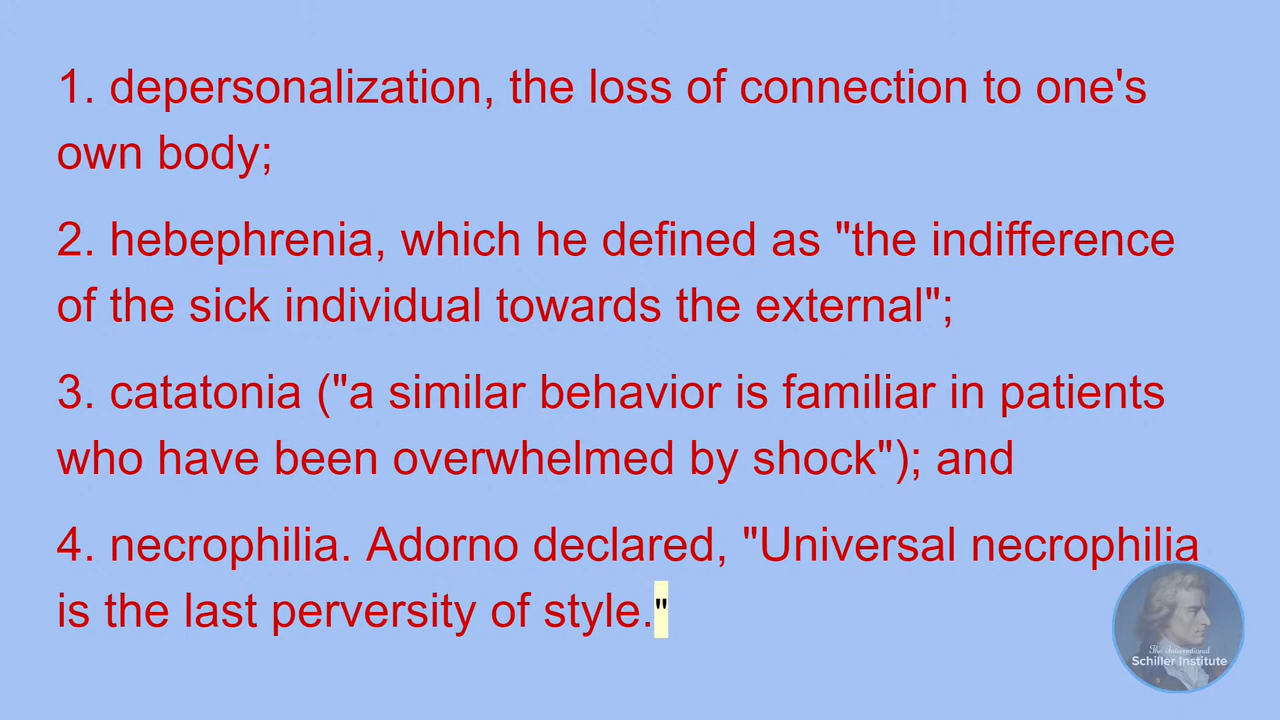 1. depersonalization, the loss of connection to one's
own body;
2. hebephrenia, which he defined as "the indifference
of the sick individual towards the external";
3. catatonia ("a similar behavior is familiar in patients
who have been overwhelmed by shock"); and
4. necrophilia. Adorno declared, "Universal necrophilia
is the last perversity of style."
The International
Schiller Institute